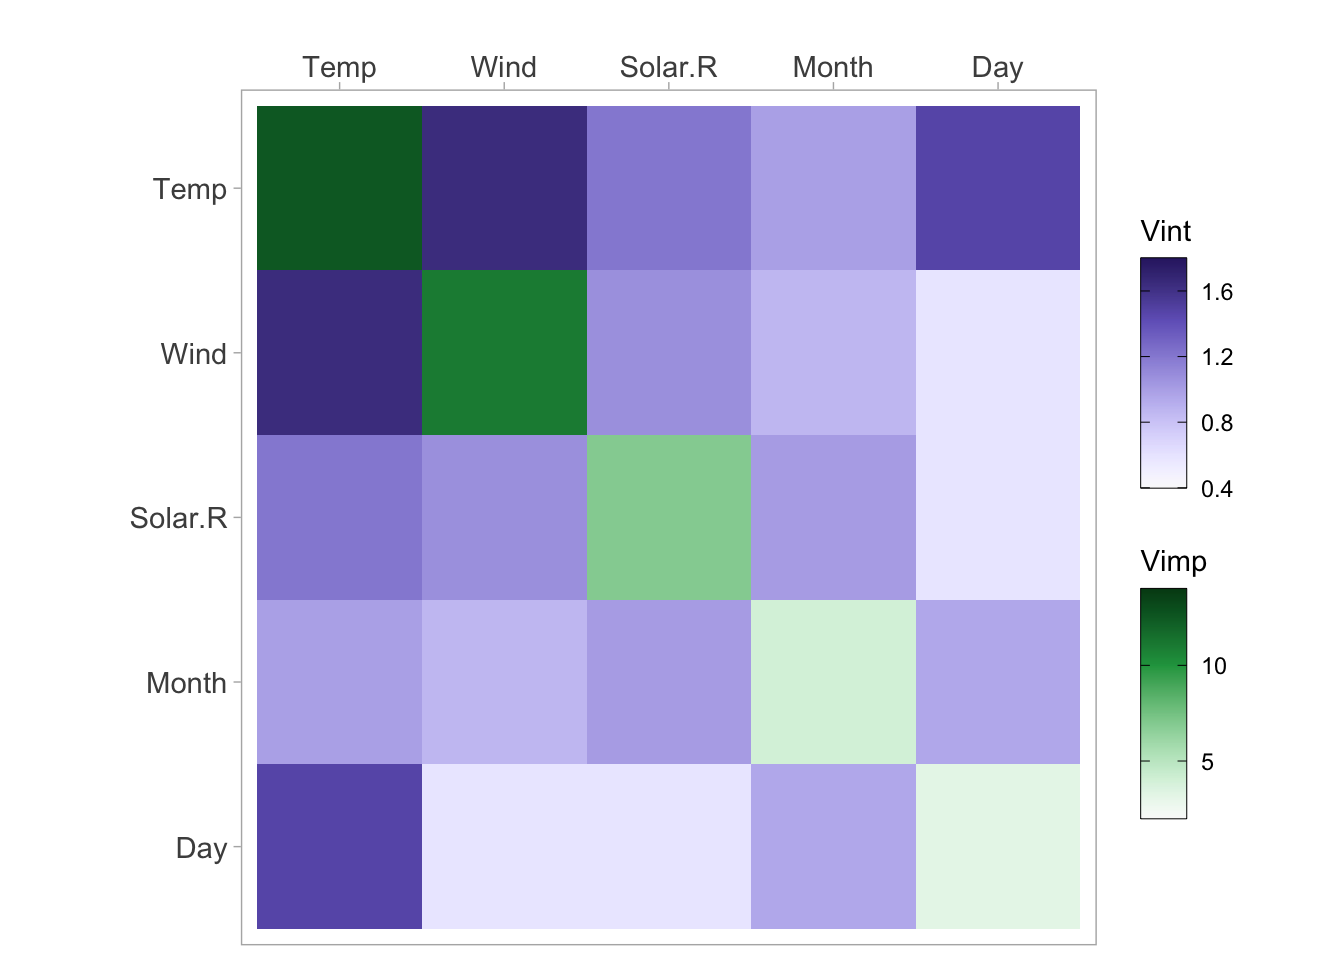 Temp Wind Solar.R Month Day
Temp
Wind
Solar.R
Month
Day
Vint
1.6
1.2
0.8
0.4
Vimp
10
5